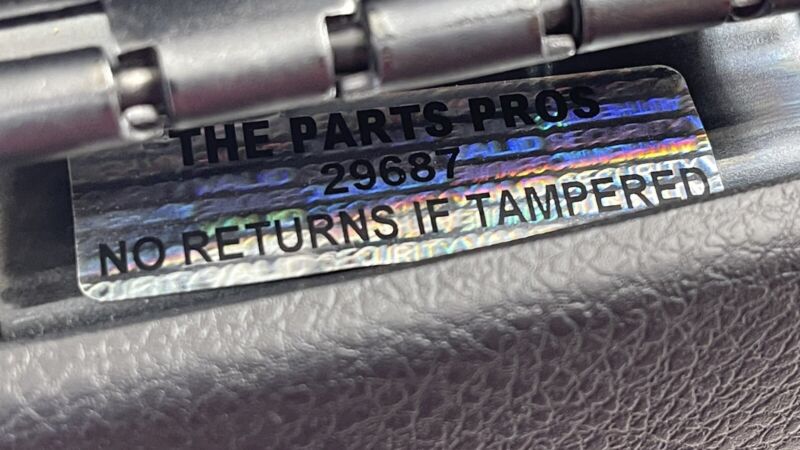 THE PARTS PROS
29687
NO RETURNS IF TAMPERED